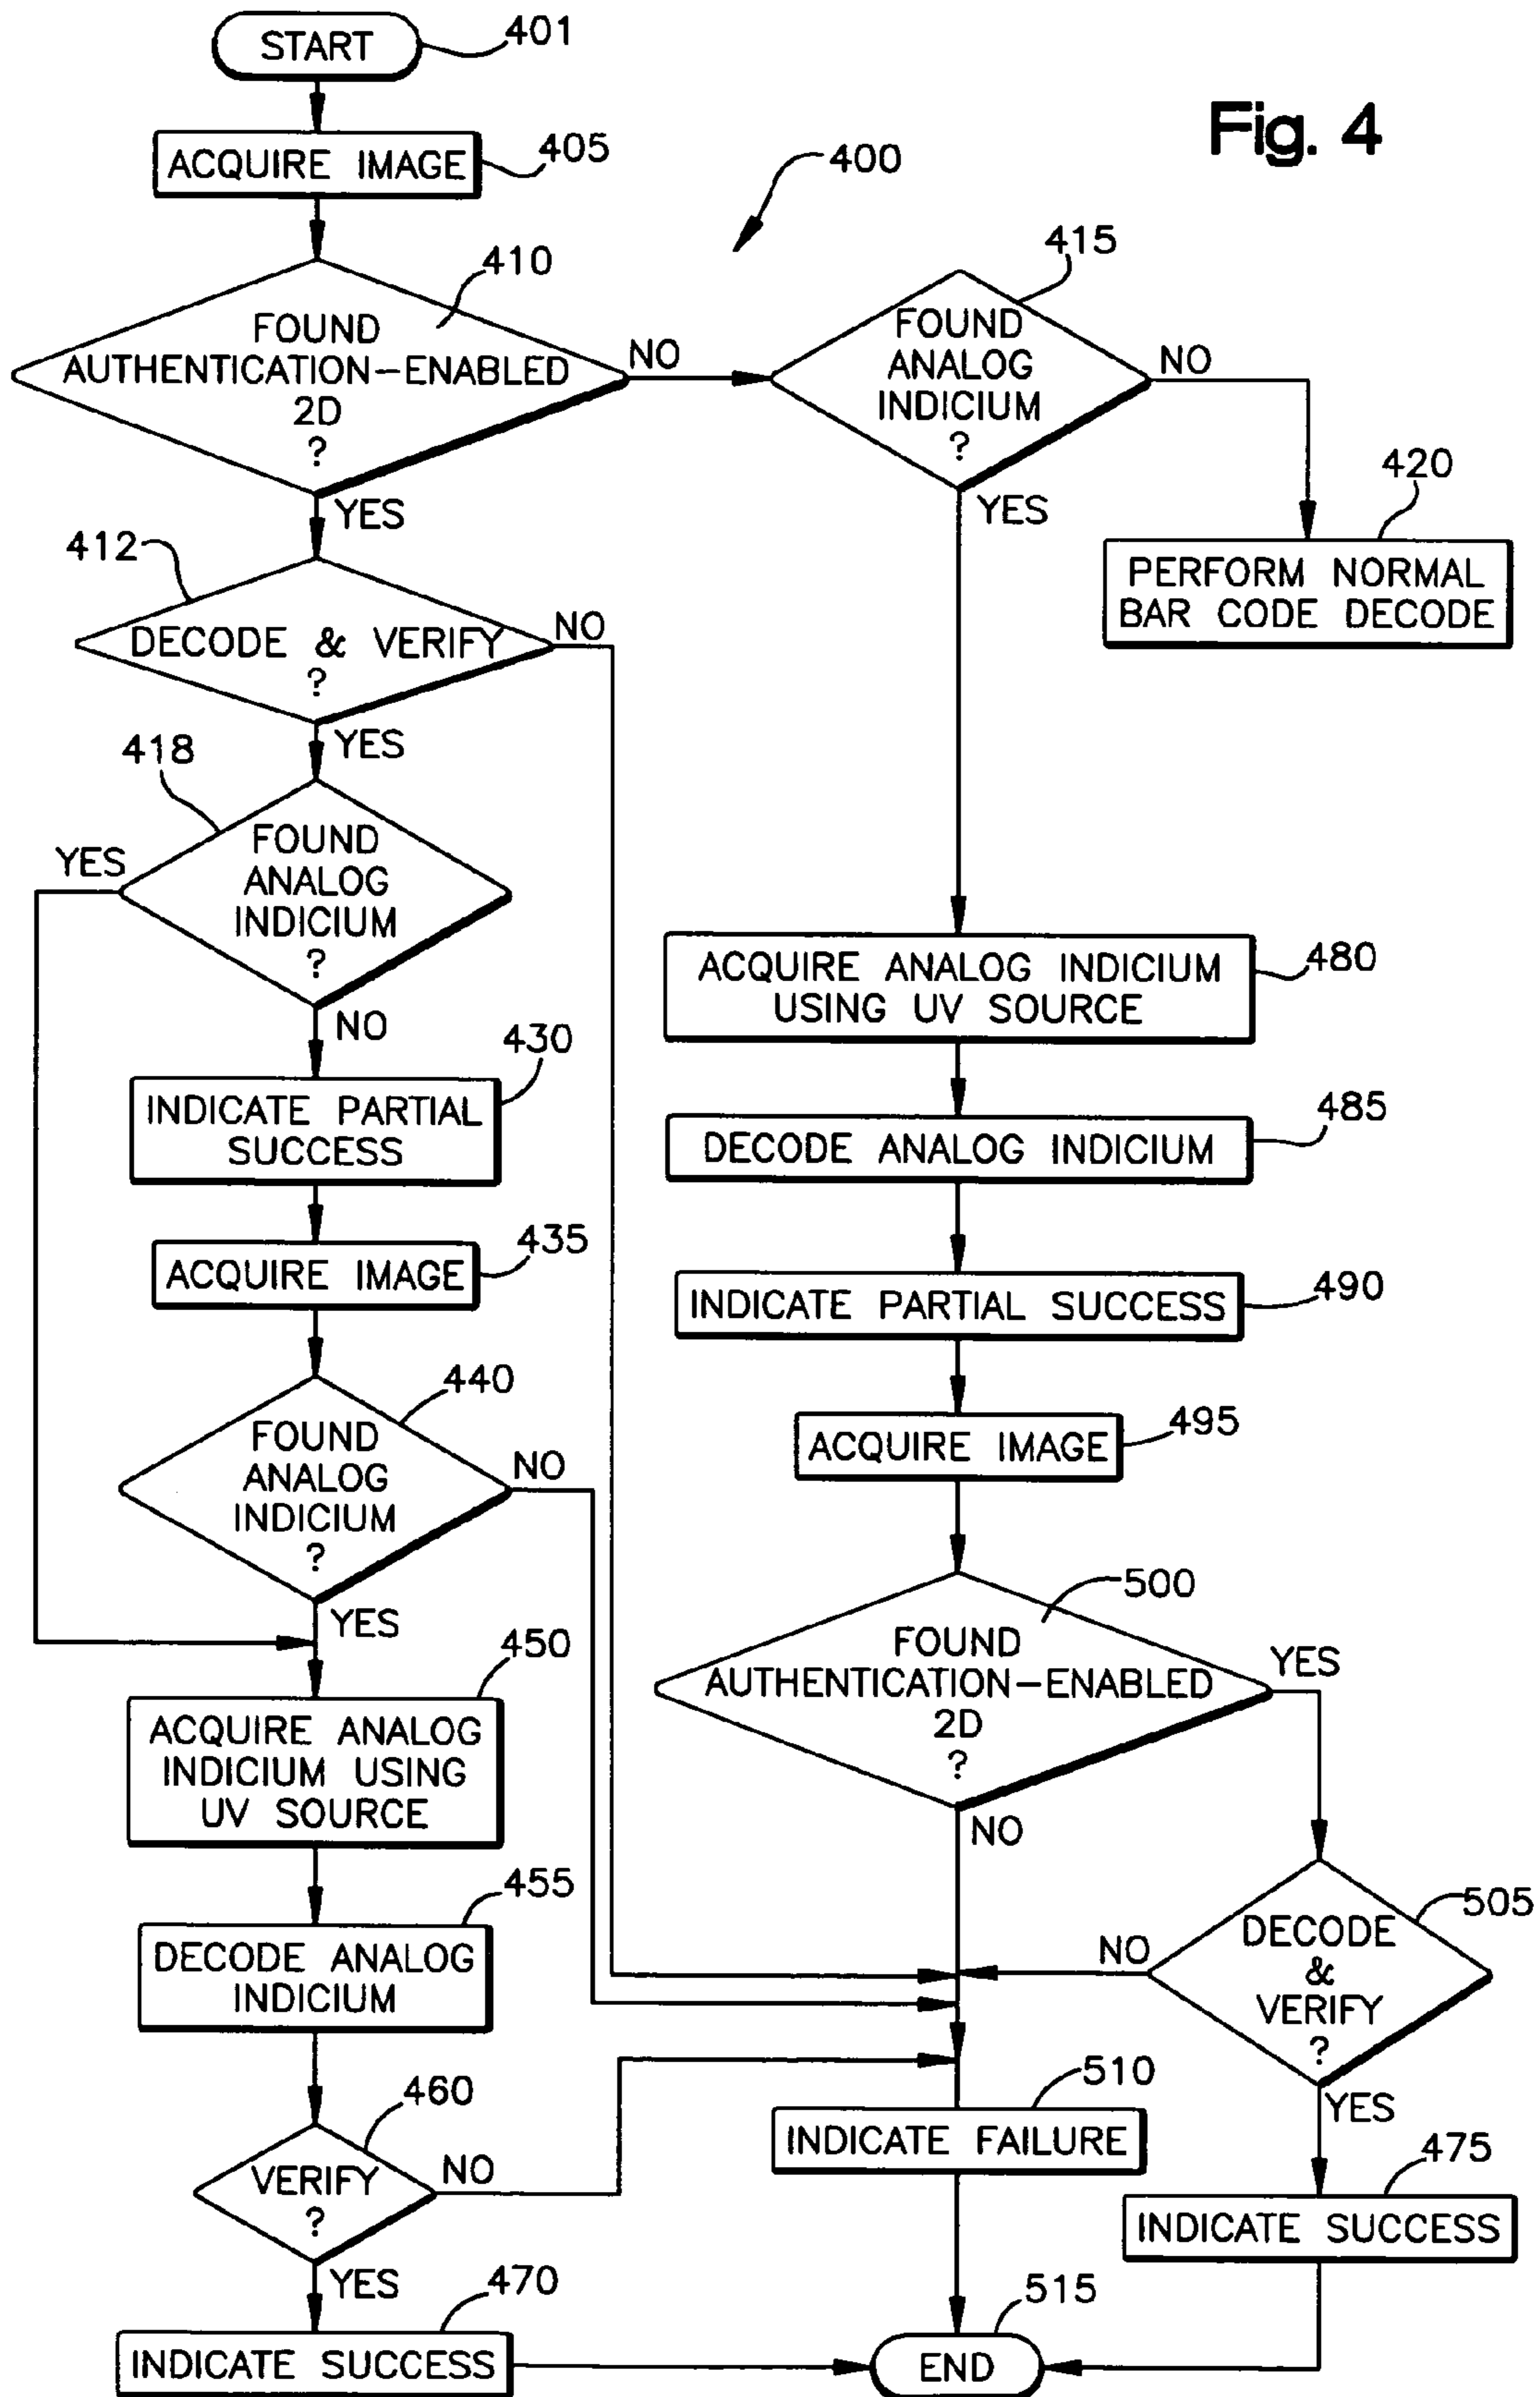 START
401
Fig. 4
ACQUIRE IMAGE
405
400
FOUND
AUTHENTICATION-ENABLED
2D
?
410
NO
YES
FOUND
ANALOG
INDICIUM
?
415
NO
YES
420
PERFORM NORMAL
BAR CODE DECODE
412
DECODE & VERIFY
?
NO
YES
418
FOUND
ANALOG
INDICIUM
?
YES
NO
430
INDICATE PARTIAL
SUCCESS
435
ACQUIRE IMAGE
440
FOUND
ANALOG
INDICIUM
?
NO
YES
450
ACQUIRE ANALOG
INDICIUM USING
UV SOURCE
455
DECODE ANALOG
INDICIUM
460
VERIFY
?
NO
YES
470
INDICATE SUCCESS
ACQUIRE ANALOG INDICIUM
USING UV SOURCE
480
DECODE ANALOG INDICIUM
485
INDICATE PARTIAL SUCCESS
490
ACQUIRE IMAGE
495
500
FOUND
AUTHENTICATION-ENABLED
2D
?
YES
NO
505
DECODE
&
VERIFY
?
NO
YES
510
INDICATE FAILURE
475
INDICATE SUCCESS
515
END